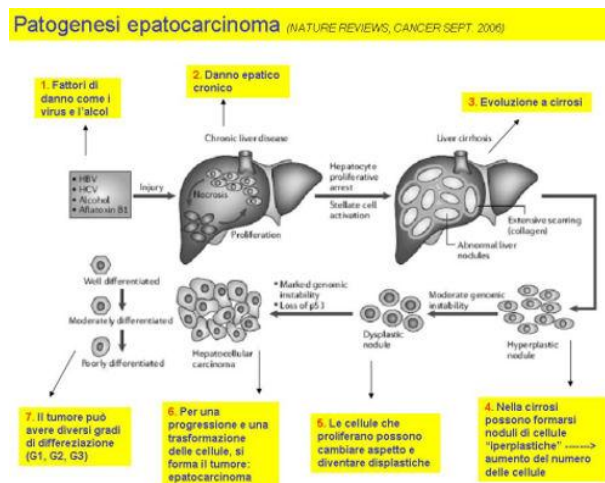 Patogenesi epatocarcinoma (NATURE REVIEWS, CANCER SEPT. 2006)
1. Fattori di
danno come i
virus e l'alcol
2. Danno epatico
cronico
3. Evoluzione a cirrosi
Chronic liver disease
Liver cirrhosis
• HBV
• HCV
• Alcohol
• Aflatoxin B1
Injury
Necrosis
Proliferation
Hepatocyte
proliferative
arrest
Stellate cell
activation
Extensive scarring
(collagen)
Abnormal liver
nodules
Well differentiated
Moderately differentiated
Poorly differentiated
Hepatocellular
carcinoma
• Marked genomic
instability
• Loss of p53
Dysplastic
nodule
Moderate genomic
instability
Hyperplastic
nodule
7. Il tumore può
avere diversi gradi
di differeziazione
(G1, G2, G3)
6. Per una
progressione e una
trasformazione
delle cellule, si
forma il tumore:
epatocarcinoma
5. Le cellule che
proliferano possono
cambiare aspetto e
diventare displastiche
4. Nella cirrosi
possono formarsi
noduli di cellule
"iperplastiche" ------>
aumento del numero
delle cellule